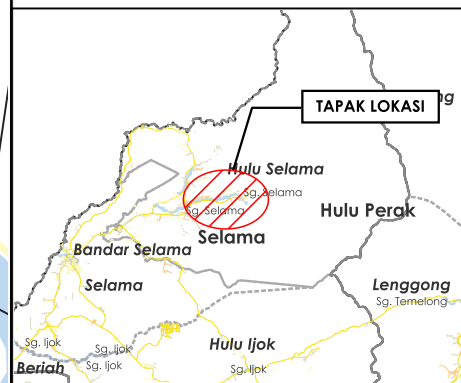 TAPAK LOKASI
Hulu Selama
Sg. Selama
Sg. Selama
Hulu Perak
Selama
Bandar Selama
Selama
Lenggong
Sg. Temelong
Sg. Ijok
Sg. Ijok
Hulu Ijok
Beriah
Sg. Ijok
Sg. Ijok